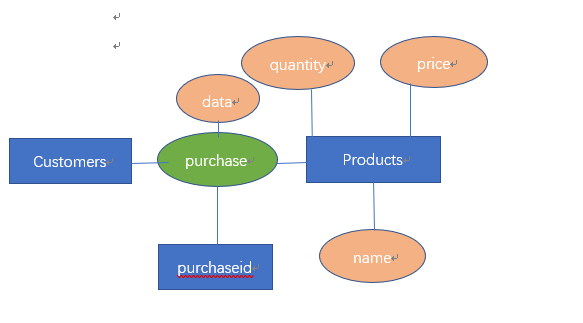 quantity
price
data
Customers
purchase
Products
purchaseid
name